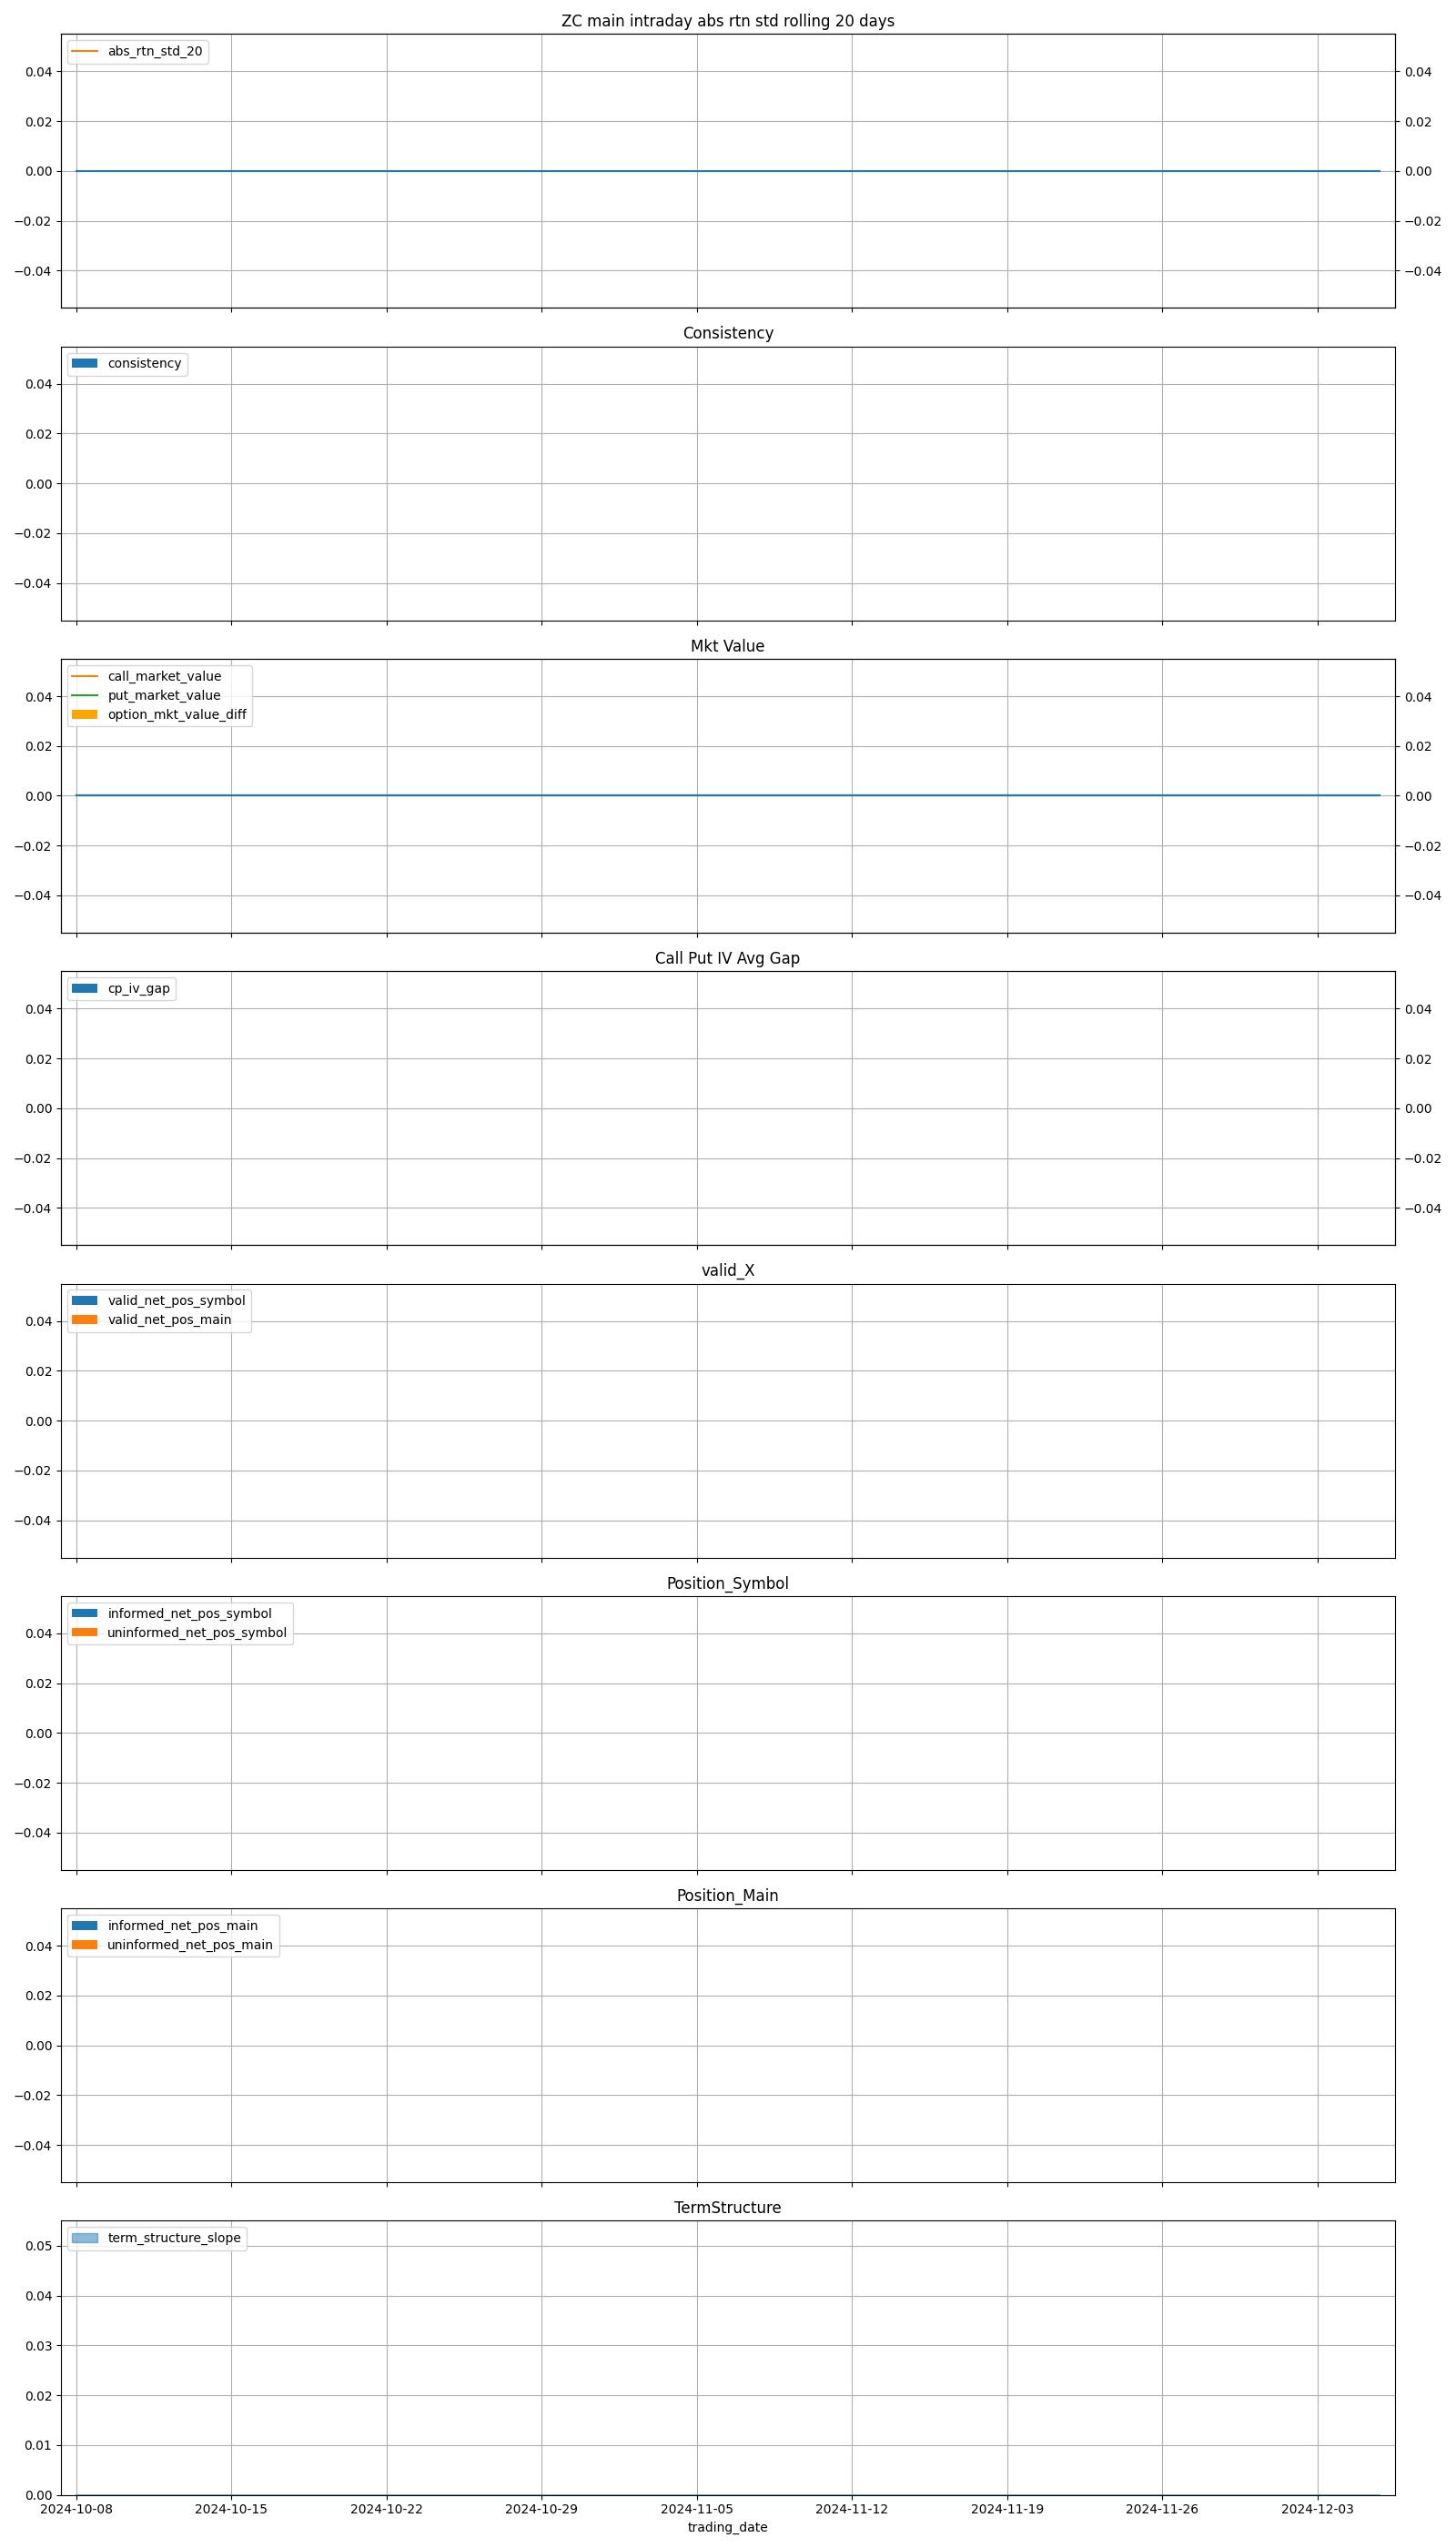 ZC main intraday abs rtn std rolling 20 days
abs_rtn_std_20
0.04 0.04
0.02 0.02
0.00 0.00
−0.02 −0.02
−0.04 −0.04
Consistency
consistency
0.04
0.02
0.00
−0.02
−0.04
Mkt Value
call_market_value
put_market_value
option_mkt_value_diff
0.04 0.04
0.02 0.02
0.00 0.00
−0.02 −0.02
−0.04 −0.04
Call Put IV Avg Gap
cp_iv_gap
0.04 0.04
0.02 0.02
0.00 0.00
−0.02 −0.02
−0.04 −0.04
valid_X
valid_net_pos_symbol
valid_net_pos_main
0.04
0.02
0.00
−0.02
−0.04
Position_Symbol
informed_net_pos_symbol
uninformed_net_pos_symbol
0.04
0.02
0.00
−0.02
−0.04
Position_Main
informed_net_pos_main
uninformed_net_pos_main
0.04
0.02
0.00
−0.02
−0.04
TermStructure
term_structure_slope
0.05
0.04
0.03
0.02
0.01
0.00
2024-10-08 2024-10-15 2024-10-22 2024-10-29 2024-11-05 2024-11-12 2024-11-19 2024-11-26 2024-12-03
trading_date